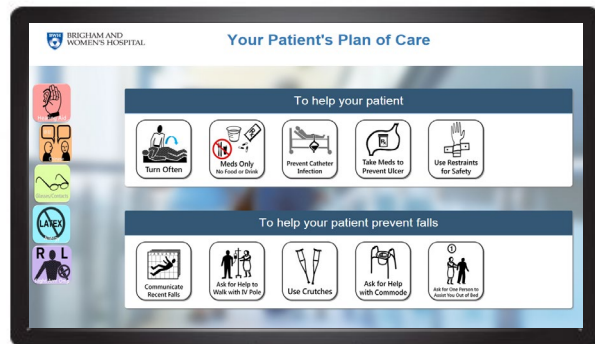 BWH
BRIGHAM AND
WOMEN'S HOSPITAL
Your Patient's Plan of Care
To help your patient
Turn Often
Meds Only
No Food or Drink
Prevent Catheter
Infection
Take Meds to
Prevent Ulcer
Use Restraints
for Safety
LATEX
R L
To help your patient prevent falls
Communicate
Recent Falls
Ask for Help to
Walk with IV Pole
Use Crutches
Ask for Help
with Commode
1
Ask for One Person to
Assist You Out of Bed